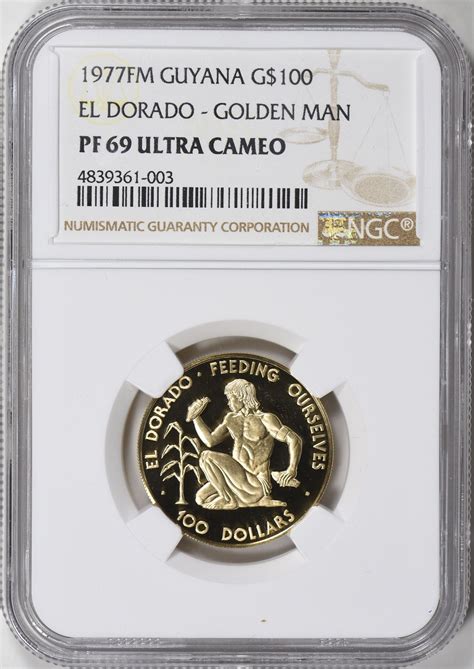 1977FM GUYANA G$100
EL DORADO - GOLDEN MAN
PF 69 ULTRA CAMEO
4839361-003
NUMISMATIC GUARANTY CORPORATION
NGC®
EL DORADO · FEEDING OURSELVES ·
100 DOLLARS ·